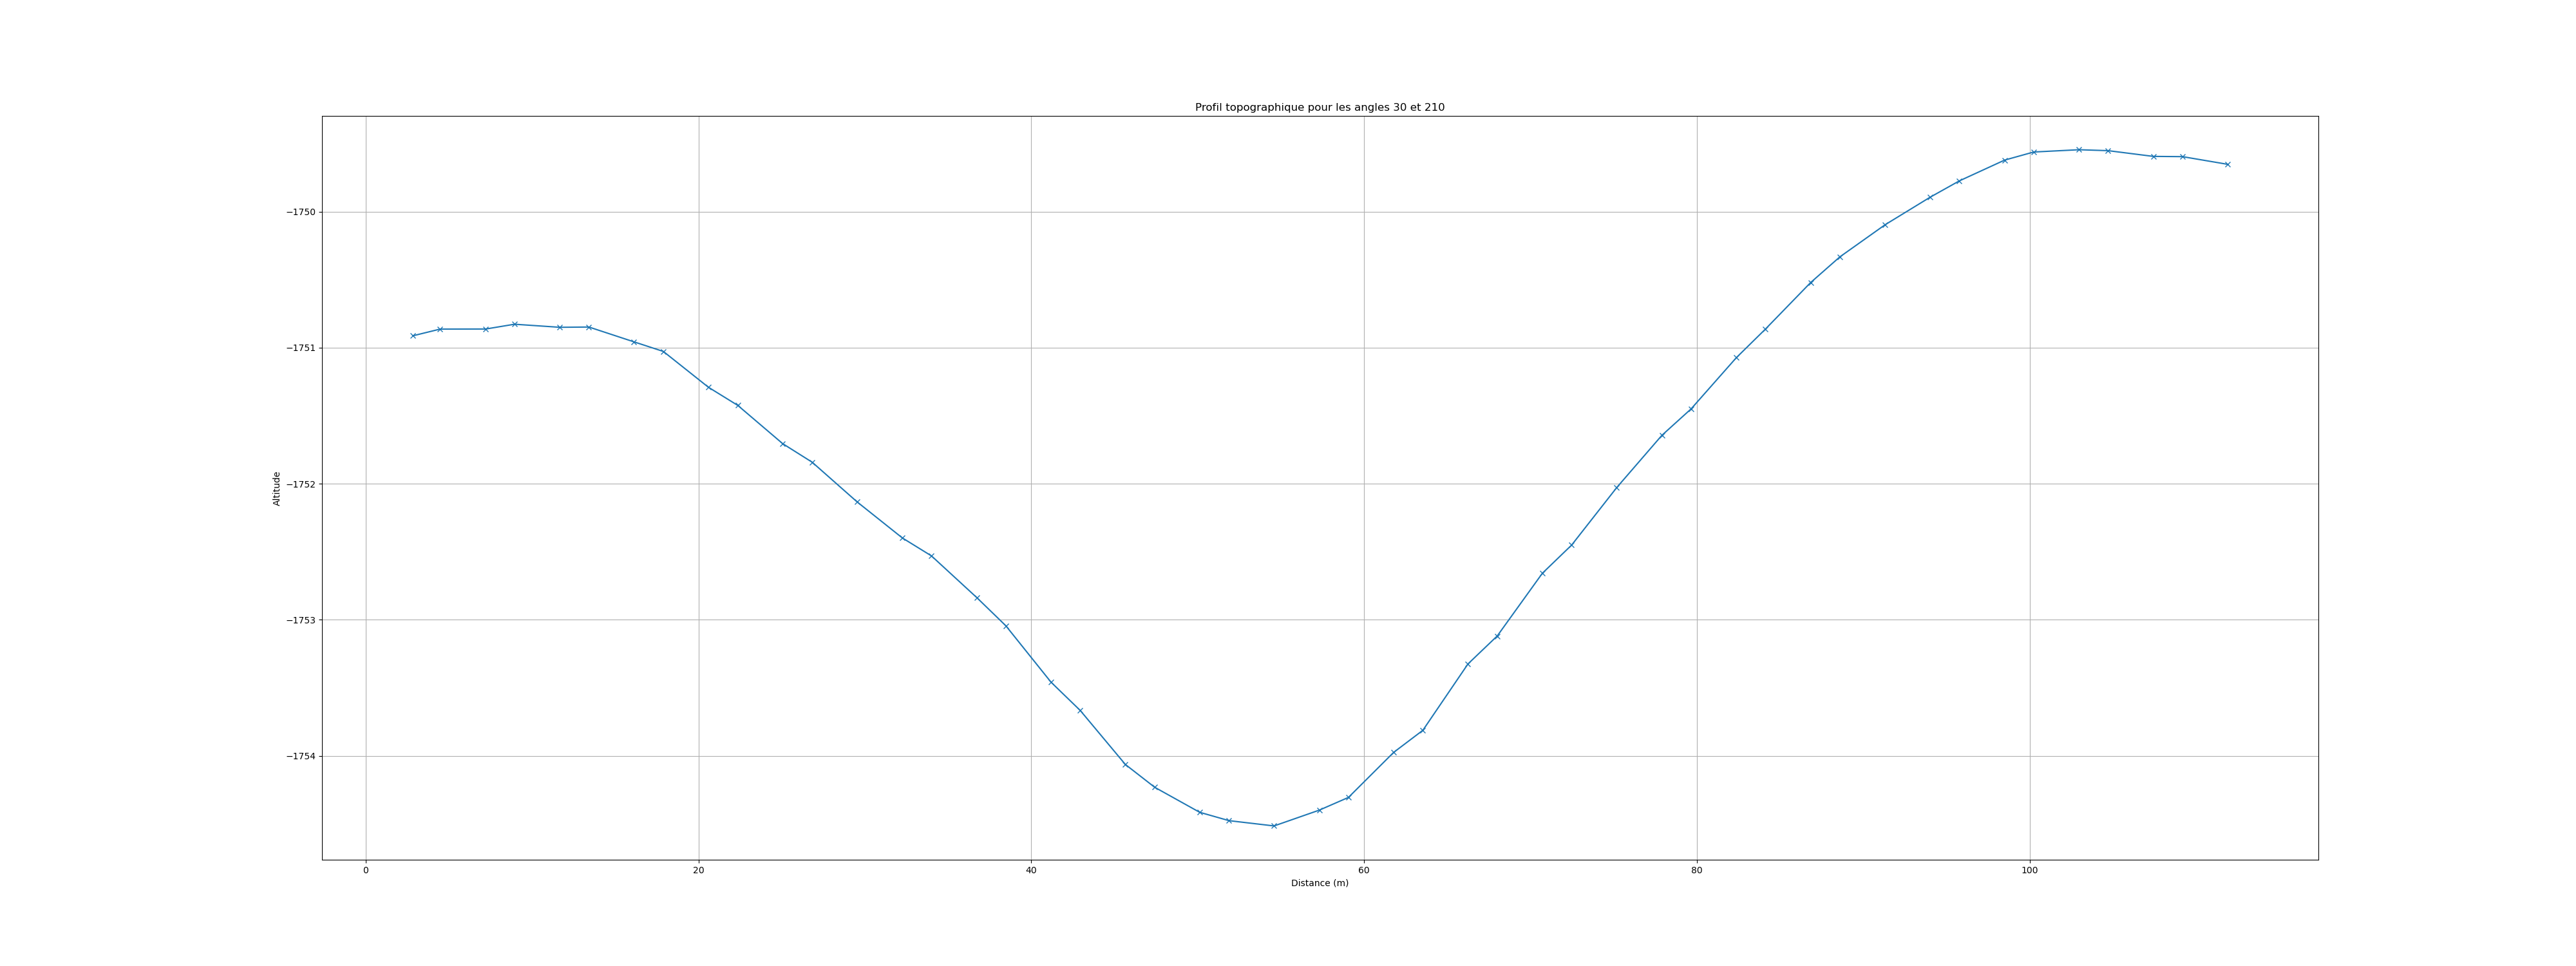 Profil topographique pour les angles 30 et 210
Altitude
−1750
−1751
−1752
−1753
−1754
0 20 40 60 80 100
Distance (m)